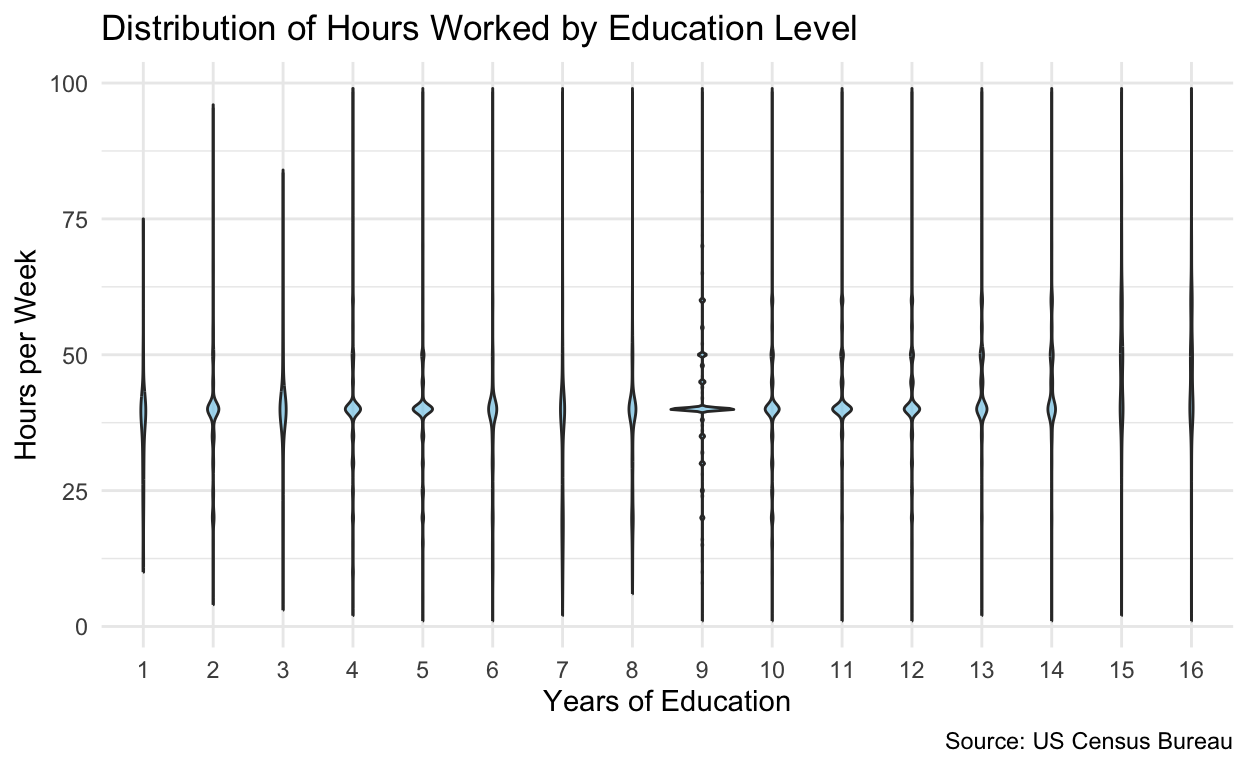 Distribution of Hours Worked by Education Level
Hours per Week
100
75
50
25
0
1 2 3 4 5 6 7 8 9 10 11 12 13 14 15 16
Years of Education
Source: US Census Bureau